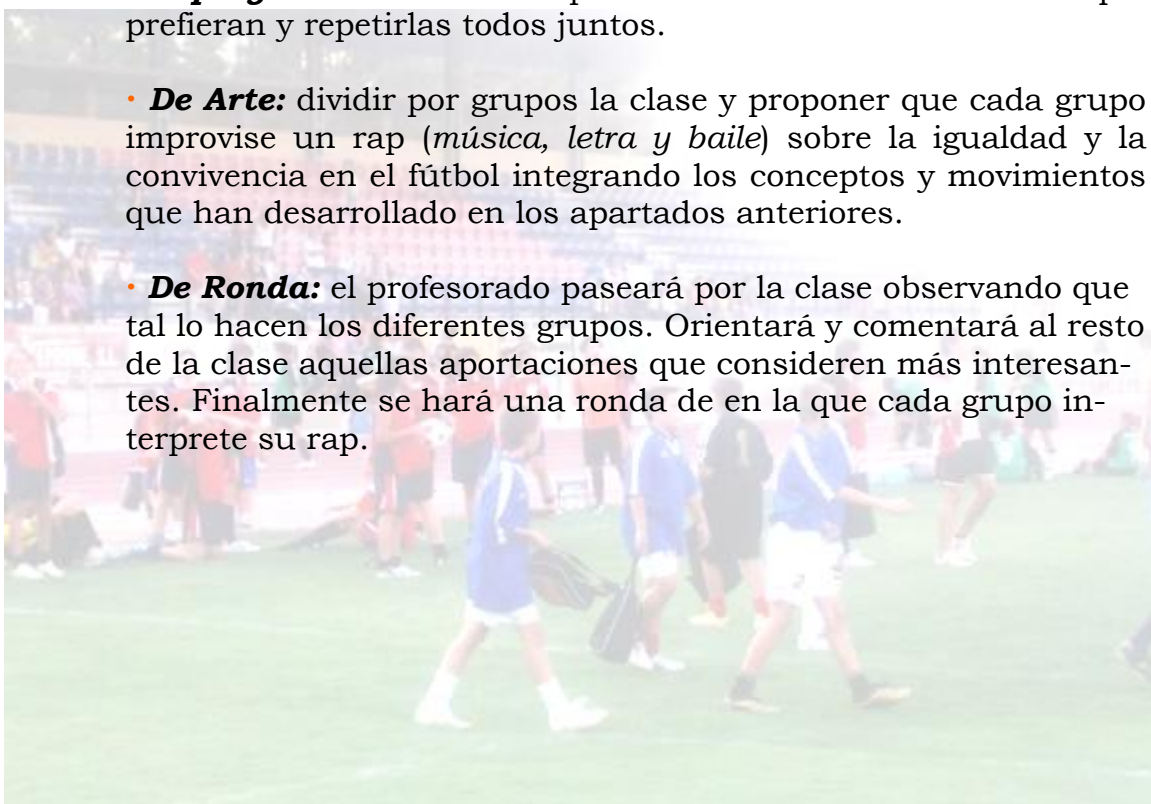 prefieran y repetirlas todos juntos.
· De Arte: dividir por grupos la clase y proponer que cada grupo
improvise un rap (música, letra y baile) sobre la igualdad y la
convivencia en el fútbol integrando los conceptos y movimientos
que han desarrollado en los apartados anteriores.
· De Ronda: el profesorado paseará por la clase observando que
tal lo hacen los diferentes grupos. Orientará y comentará al resto
de la clase aquellas aportaciones que consideren más interesan-
tes. Finalmente se hará una ronda de en la que cada grupo in-
terprete su rap.